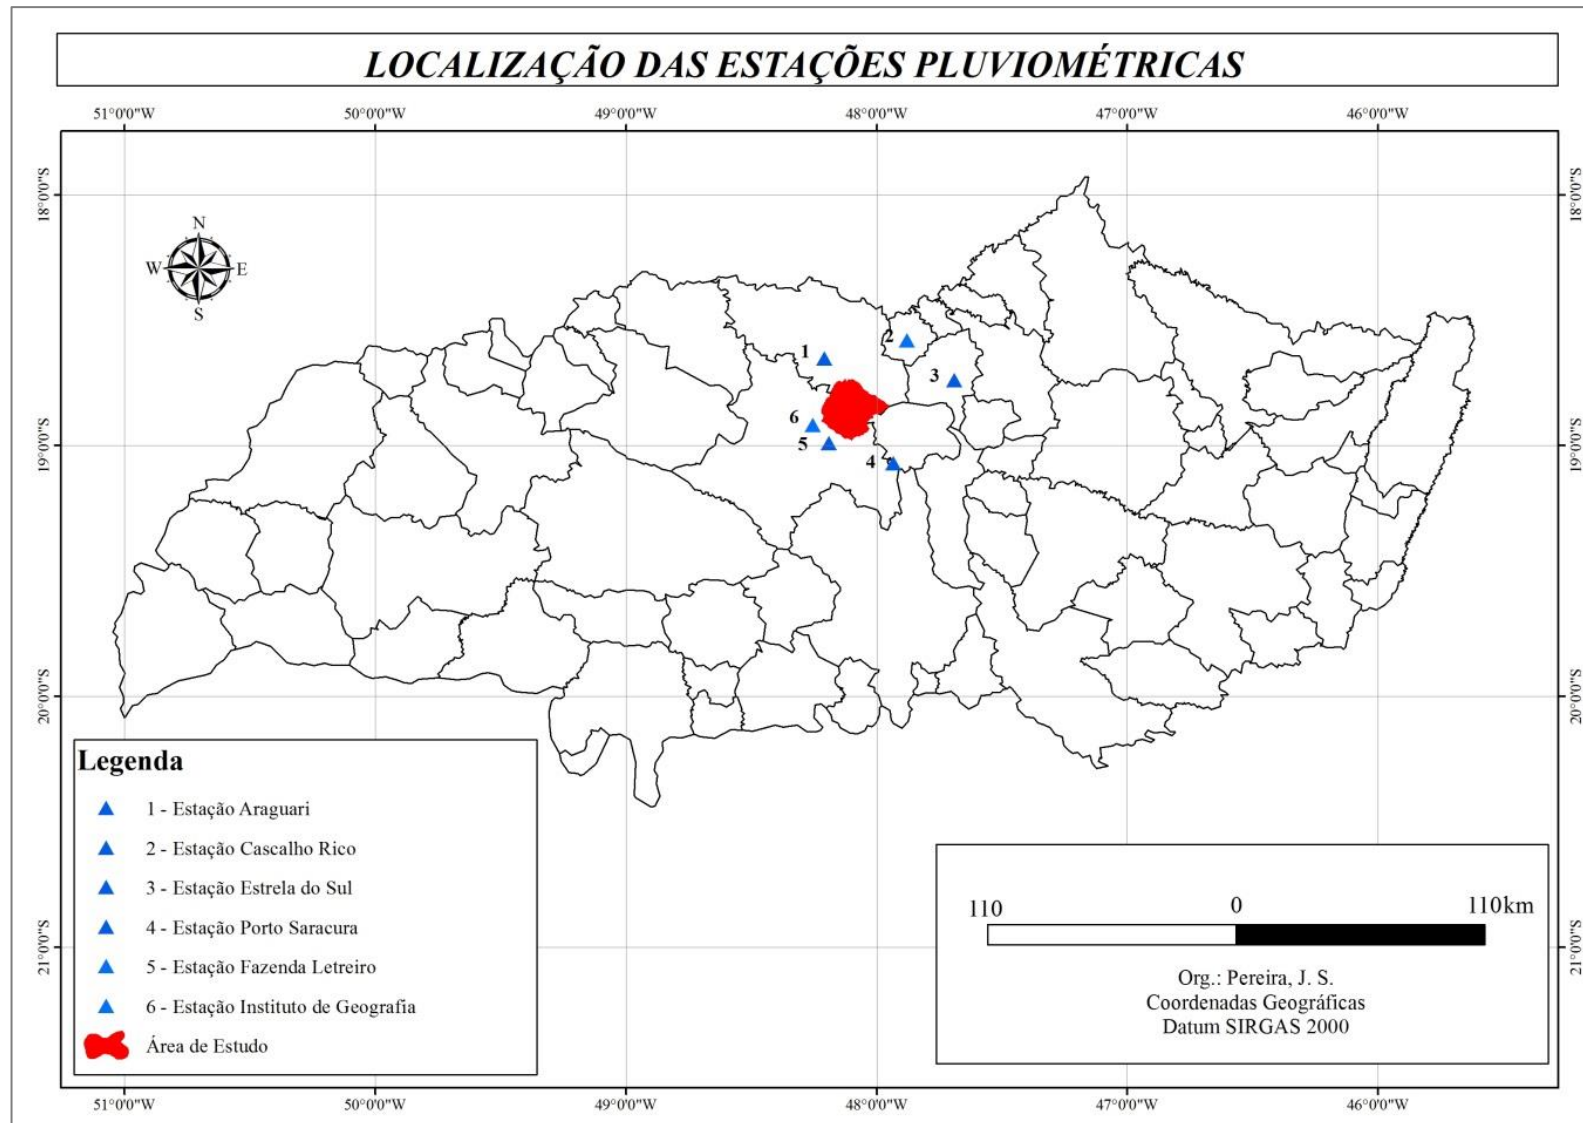 LOCALIZAÇÃO DAS ESTAÇÕES PLUVIOMÉTRICAS
51°0'0"W 50°0'0"W 49°0'0"W 48°0'0"W 47°0'0"W 46°0'0"W
18°0'0"S 18°0'0"S
N
W E
S
2
1
3
6
5
4
19°0'0"S 19°0'0"S
20°0'0"S 20°0'0"S
Legenda
1 - Estação Araguari
2 - Estação Cascalho Rico
3 - Estação Estrela do Sul
4 - Estação Porto Saracura
5 - Estação Fazenda Letreiro
6 - Estação Instituto de Geografia
Área de Estudo
110 0 110 km
21°0'0"S 21°0'0"S
Org.: Pereira, J. S.
Coordenadas Geográficas
Datum SIRGAS 2000
51°0'0"W 50°0'0"W 49°0'0"W 48°0'0"W 47°0'0"W 46°0'0"W